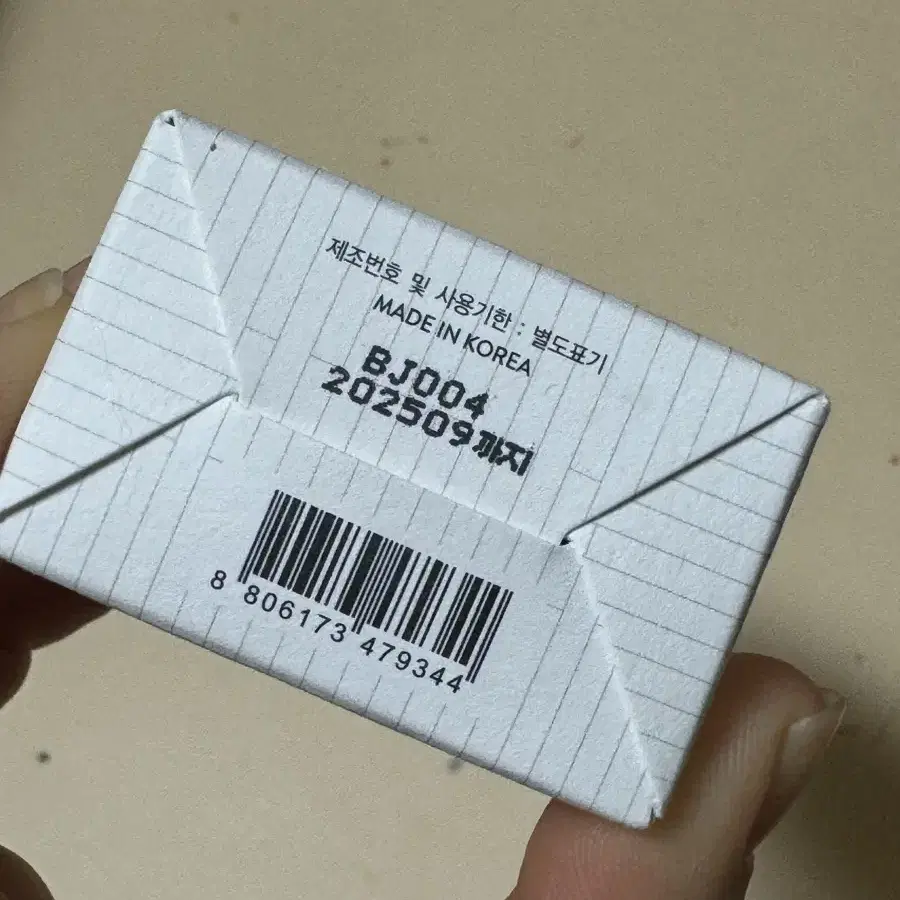 제조번호 및 사용기한 : 별도표기
MADE IN KOREA
BJ004
202509까지
8 806173 479344